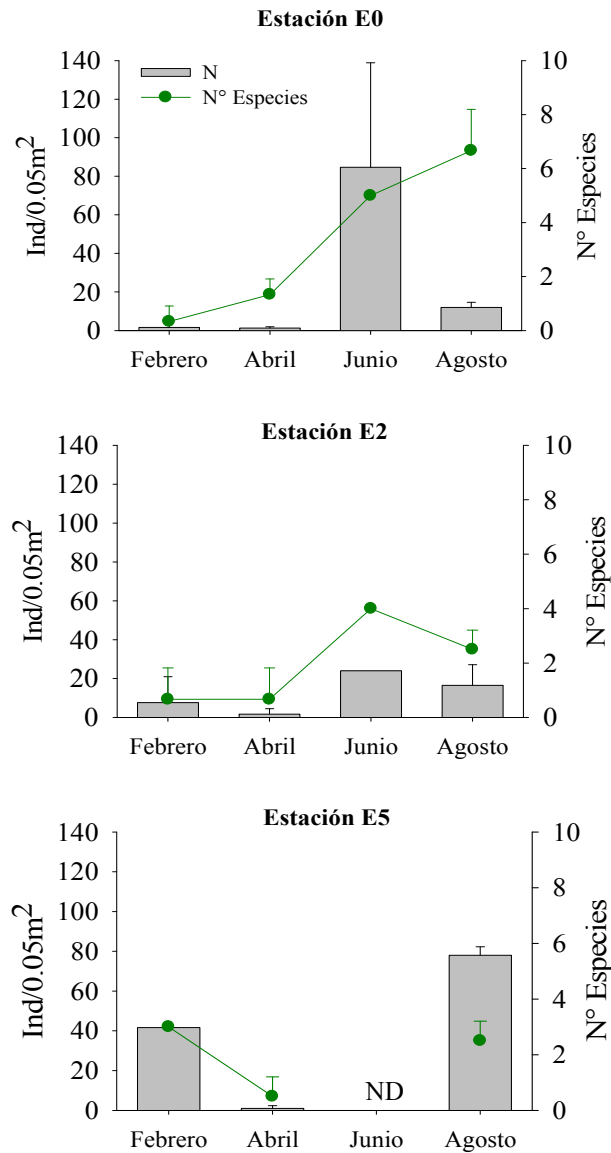 Estación E0
N
N° Especies
140
120
100
80
60
40
20
0
Ind/0.05m²
10
8
6
4
2
0
N° Especies
Febrero Abril Junio Agosto
Estación E2
140
120
100
80
60
40
20
0
Ind/0.05m²
10
8
6
4
2
0
N° Especies
Febrero Abril Junio Agosto
Estación E5
140
120
100
80
60
40
20
0
Ind/0.05m²
ND
10
8
6
4
2
0
N° Especies
Febrero Abril Junio Agosto